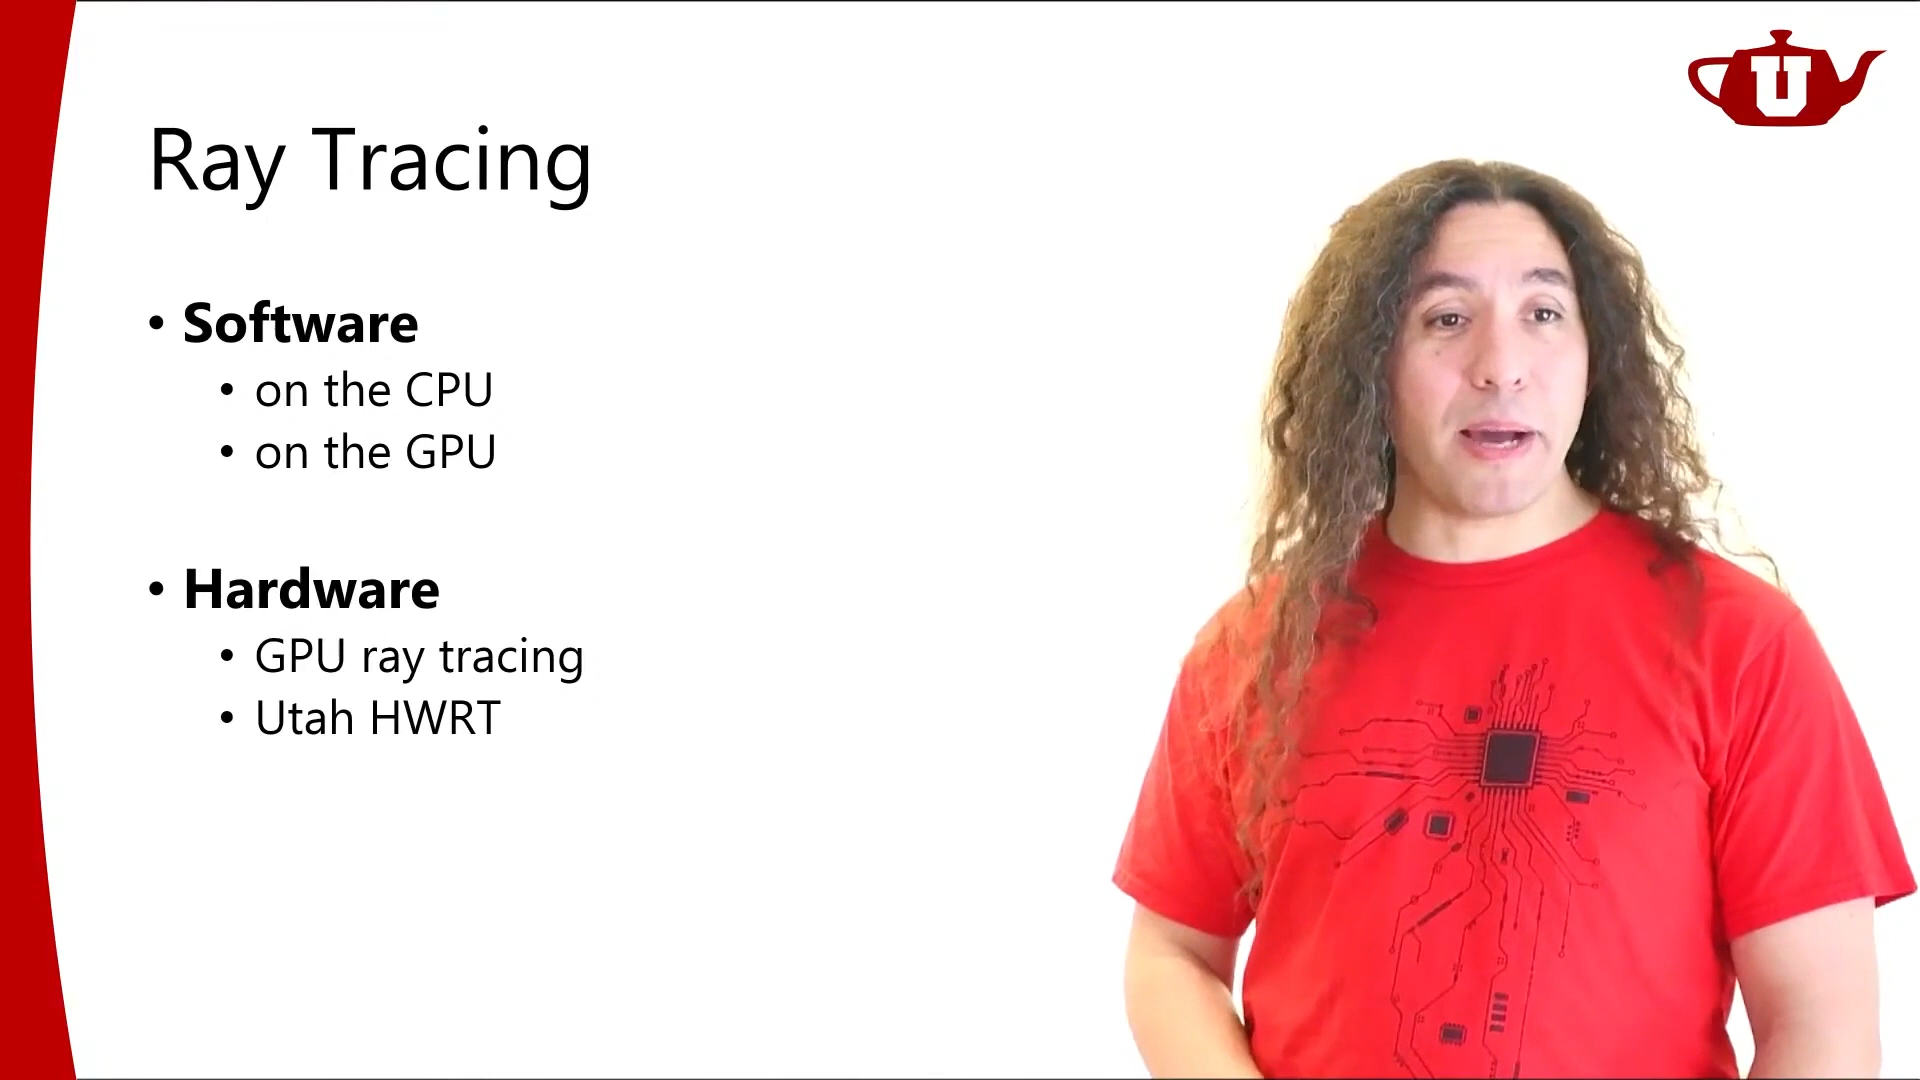 U
Ray Tracing
• Software
• on the CPU
• on the GPU
• Hardware
• GPU ray tracing
• Utah HWRT